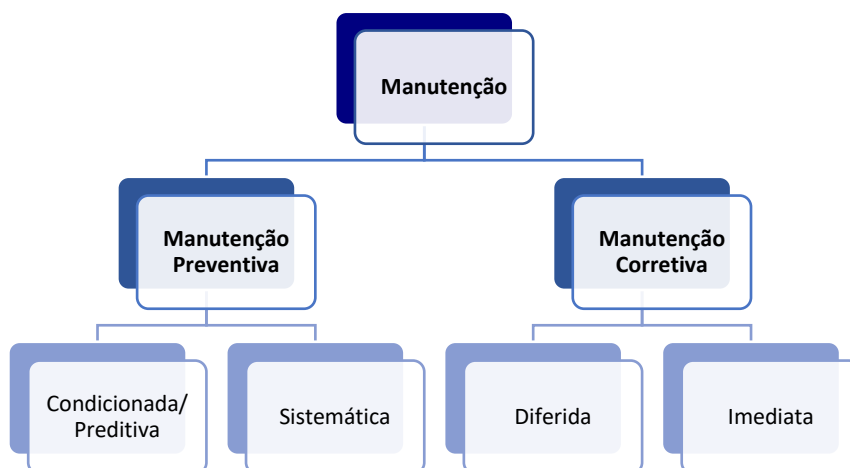 Manutenção
Manutenção
Preventiva
Manutenção
Corretiva
Condicionada/
Preditiva
Sistemática
Diferida
Imediata